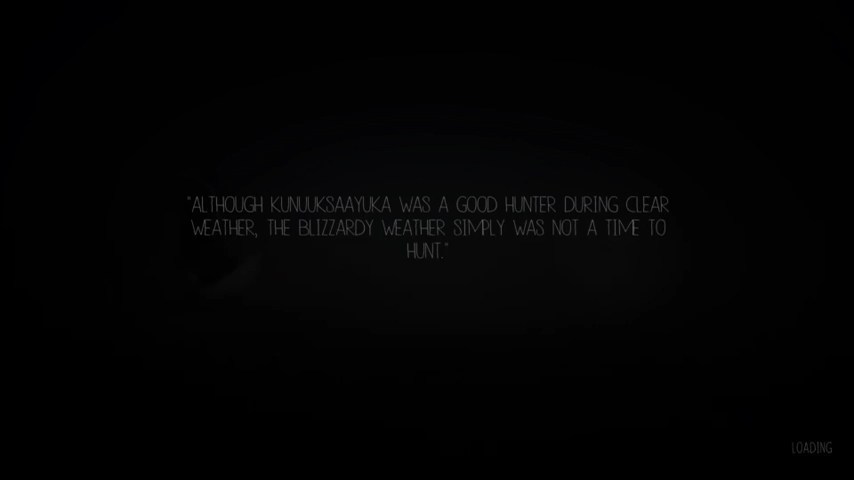 "ALTHOUGH KUNUUKSAAYUKA WAS A GOOD HUNTER DURING CLEAR
WEATHER, THE BLIZZARDY WEATHER SIMPLY WAS NOT A TIME TO
HUNT."
LOADING